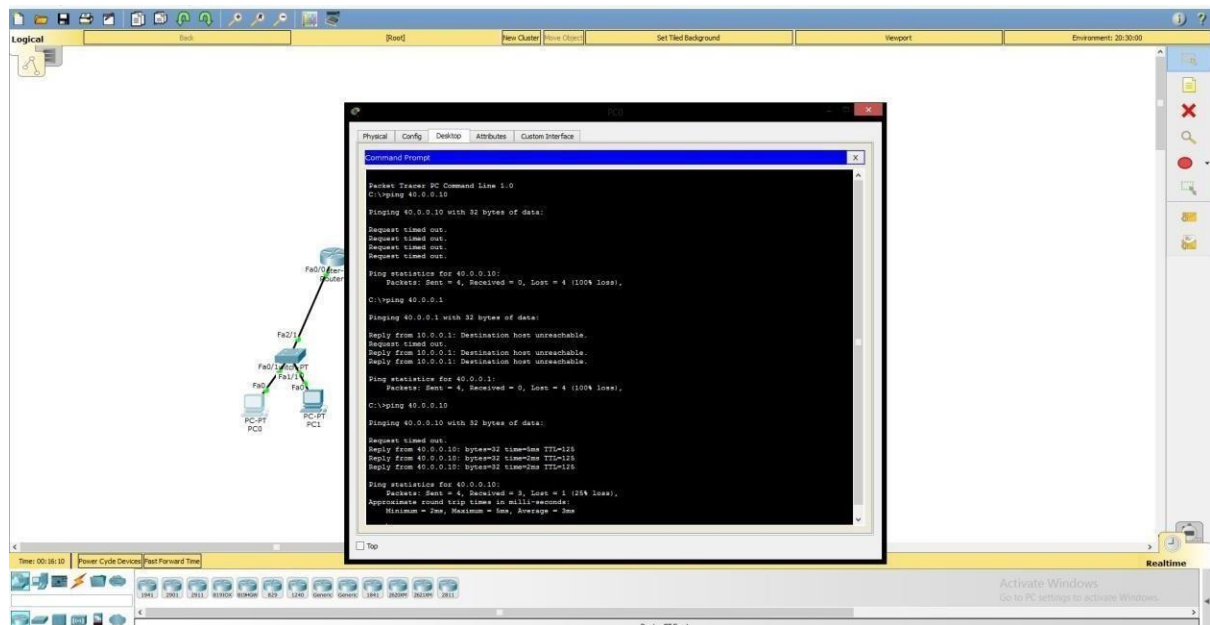 Logical
Back
[Root]
New Cluster
Move Object
Set Tiled Background
Viewport
Environment: 20:30:00
PC0
Physical
Config
Desktop
Attributes
Custom Interface
Command Prompt
X
Packet Tracer PC Command Line 1.0
C:\>ping 40.0.0.10
Pinging 40.0.0.10 with 32 bytes of data:
Request timed out.
Request timed out.
Request timed out.
Request timed out.
Ping statistics for 40.0.0.10:
Packets: Sent = 4, Received = 0, Lost = 4 (100% loss),
C:\>ping 40.0.0.1
Pinging 40.0.0.1 with 32 bytes of data:
Reply from 10.0.0.1: Destination host unreachable.
Request timed out.
Reply from 10.0.0.1: Destination host unreachable.
Reply from 10.0.0.1: Destination host unreachable.
Ping statistics for 40.0.0.1:
Packets: Sent = 4, Received = 0, Lost = 4 (100% loss),
C:\>ping 40.0.0.10
Pinging 40.0.0.10 with 32 bytes of data:
Request timed out.
Reply from 40.0.0.10: bytes=32 time=5ms TTL=125
Reply from 40.0.0.10: bytes=32 time=2ms TTL=125
Reply from 40.0.0.10: bytes=32 time=2ms TTL=125
Ping statistics for 40.0.0.10:
Packets: Sent = 4, Received = 3, Lost = 1 (25% loss),
Approximate round trip times in milli-seconds:
Minimum = 2ms, Maximum = 5ms, Average = 3ms
Top
Fa0/0
Fa2/1
Fa0/1
Fa1/1
Fa0
Fa0
PC-PT
PC0
PC-PT
PC1
Time: 00:16:10
Power Cycle Devices
Fast Forward Time
Realtime
1941
2901
2911
819IOX
819HGW
829
1240
Generic
Generic
1841
2620XM
2621XM
2811
Activate Windows
Go to PC settings to activate Windows.